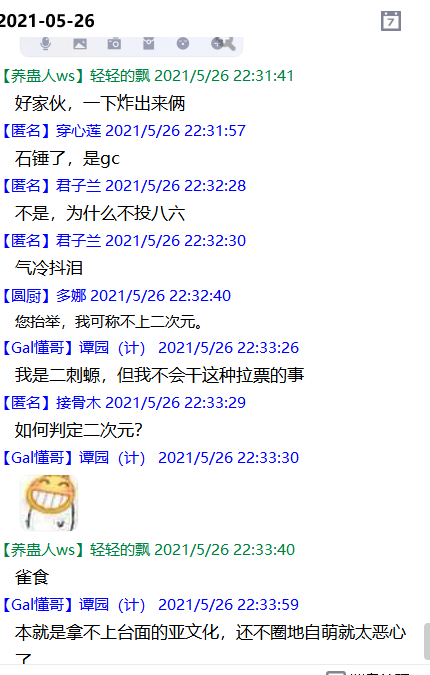 2021-05-26
7
【养蛊人ws】轻轻的飘 2021/5/26 22:31:41
好家伙，一下炸出来俩
【匿名】穿心莲 2021/5/26 22:31:57
石锤了，是gc
【匿名】君子兰 2021/5/26 22:32:28
不是，为什么不投八六
【匿名】君子兰 2021/5/26 22:32:30
气冷抖泪
【圆厨】多娜 2021/5/26 22:32:40
您抬举，我可称不上二次元。
【Gal懂哥】谭园（计） 2021/5/26 22:33:26
我是二刺螈，但我不会干这种拉票的事
【匿名】接骨木 2021/5/26 22:33:29
如何判定二次元？
【Gal懂哥】谭园（计） 2021/5/26 22:33:30
【养蛊人ws】轻轻的飘 2021/5/26 22:33:40
雀食
【Gal懂哥】谭园（计） 2021/5/26 22:33:59
本就是拿不上台面的亚文化，还不圈地自萌就太恶心
了